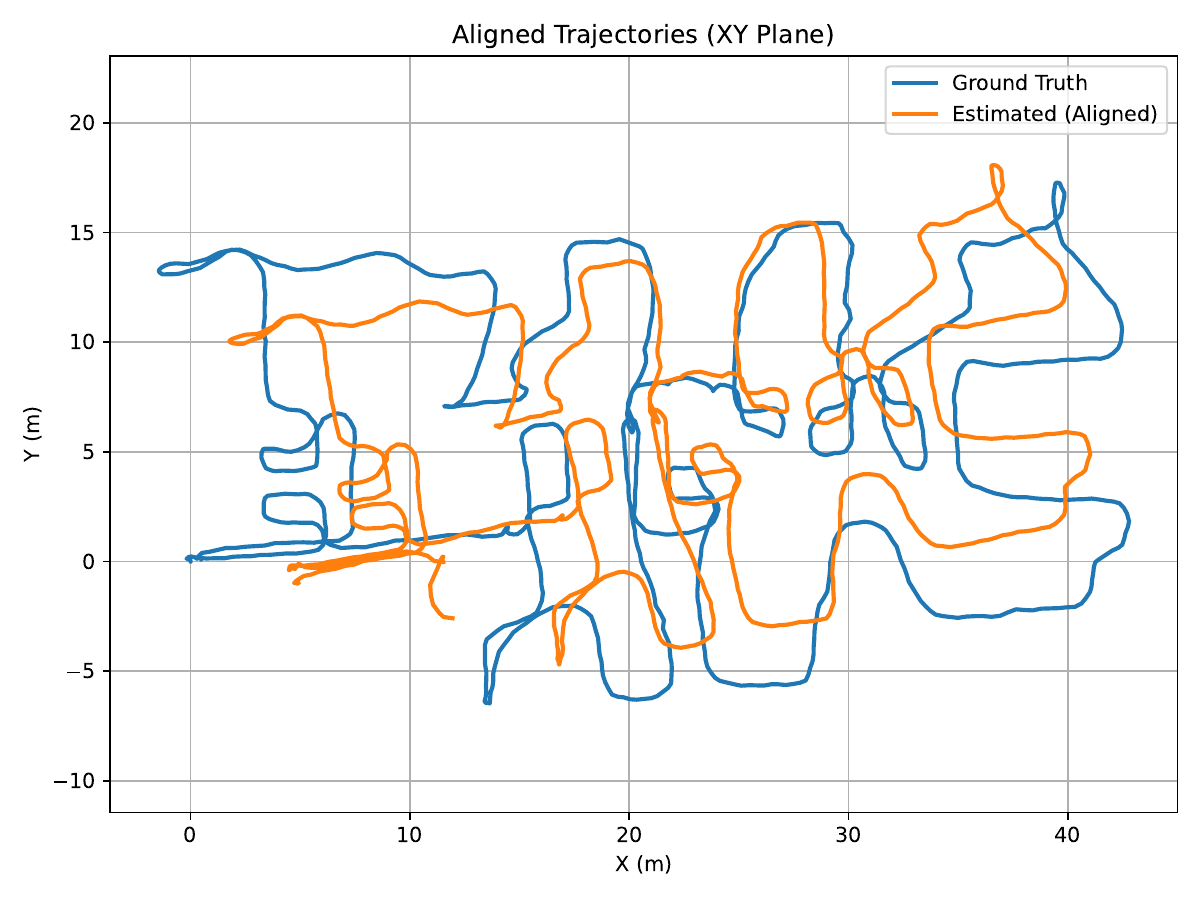 Aligned Trajectories (XY Plane)
Ground Truth
Estimated (Aligned)
20
15
10
5
0
−5
−10
Y (m)
0 10 20 30 40
X (m)